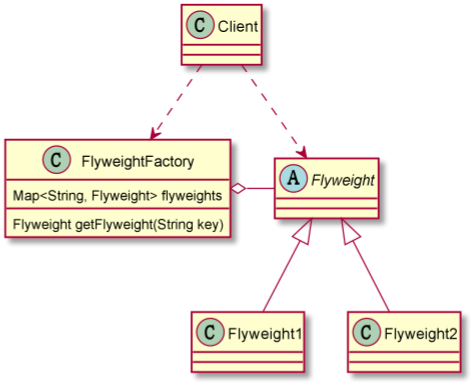 C Client
C FlyweightFactory
Map<String, Flyweight> flyweights
Flyweight getFlyweight(String key)
A Flyweight
C Flyweight1
C Flyweight2